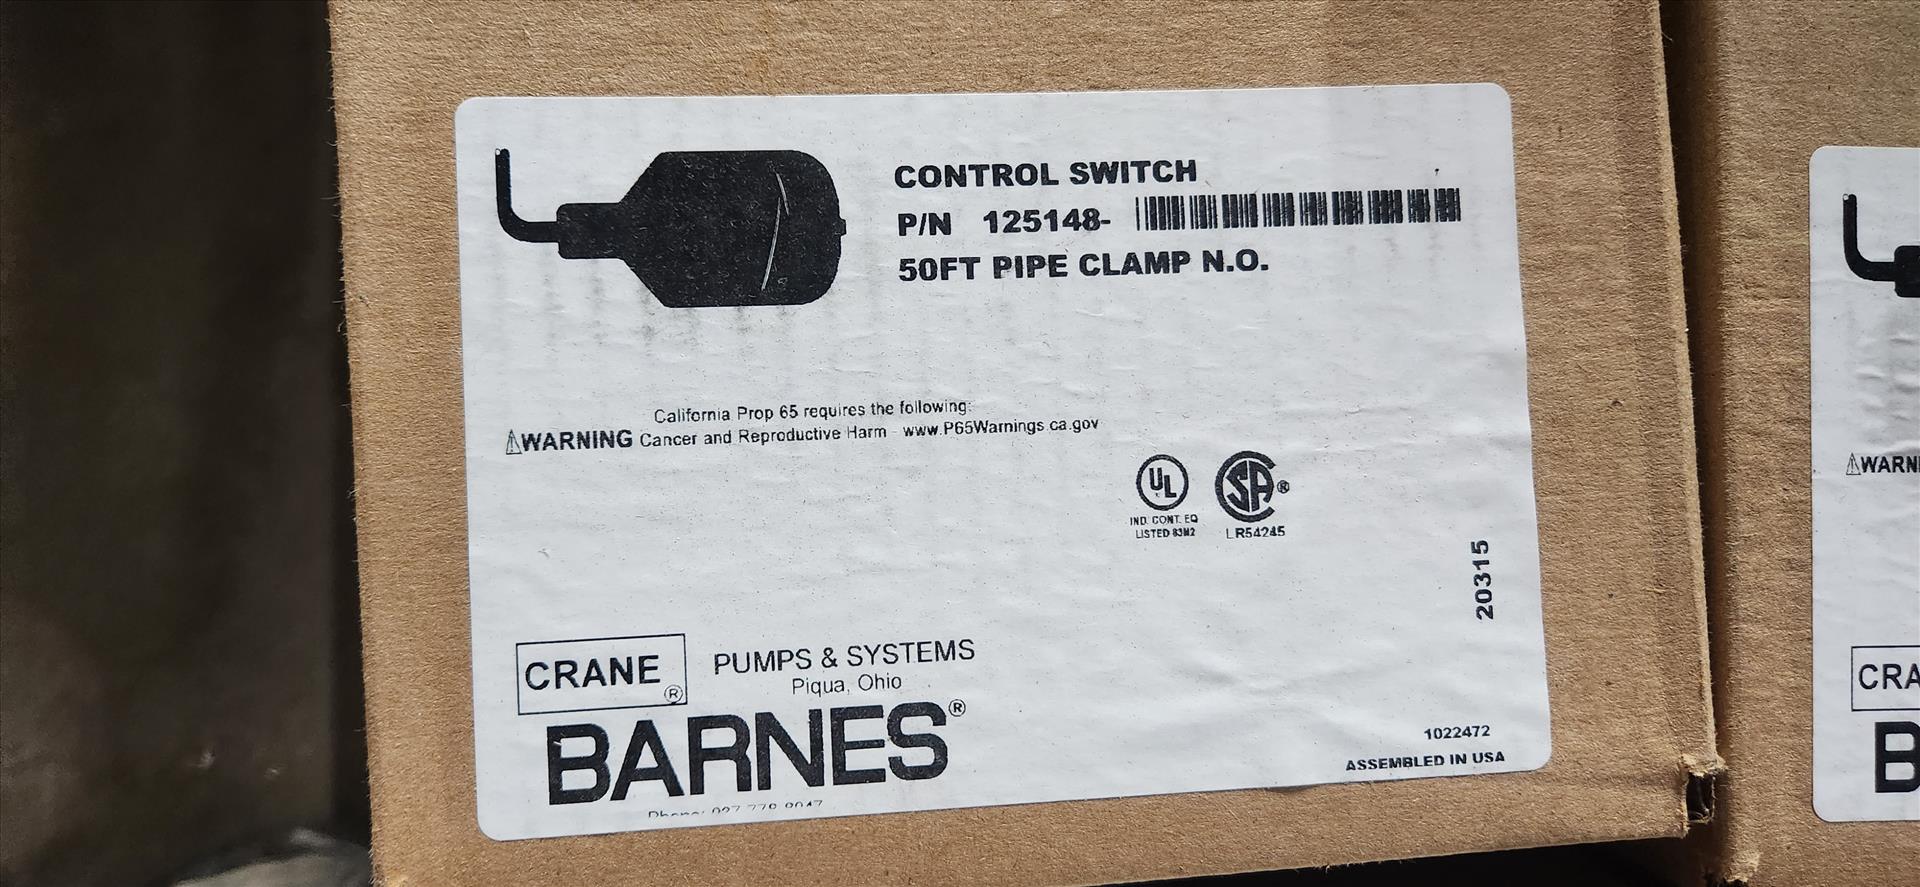 CONTROL SWITCH
P/N 125148-
50FT PIPE CLAMP N.O.
California Prop 65 requires the following:
⚠WARNING Cancer and Reproductive Harm - www.P65Warnings.ca.gov
UL
IND. CONT. EQ
LISTED 83M2
SA®
LR54245
20315
CRANE®
PUMPS & SYSTEMS
Piqua, Ohio
BARNES®
1022472
ASSEMBLED IN USA
⚠WARN
CRA
B